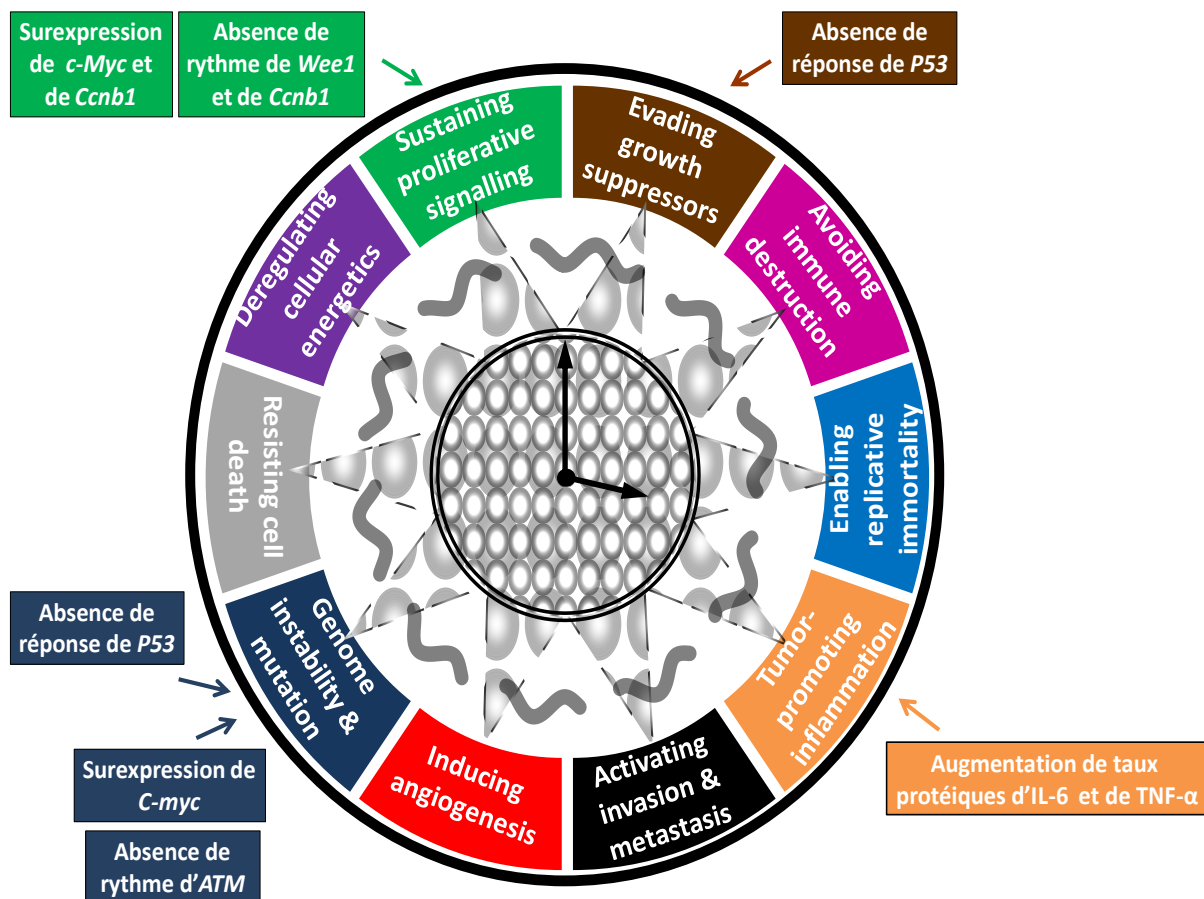 Surexpression
de c-Myc et
de Ccnb1
Absence de
rythme de Wee1
et de Ccnb1
Absence de
réponse de P53
Sustaining
proliferative
signalling
Evading
growth
suppressors
Avoiding
immune
destruction
Enabling
replicative
immortality
Tumor-
promoting
inflammation
Activating
invasion &
metastasis
Inducing
angiogenesis
Genome
instability &
mutation
Resisting cell
death
Deregulating
cellular
energetics
Absence de
réponse de P53
Surexpression de
C-myc
Absence de
rythme d'ATM
Augmentation de taux
protéiques d'IL-6 et de TNF-α